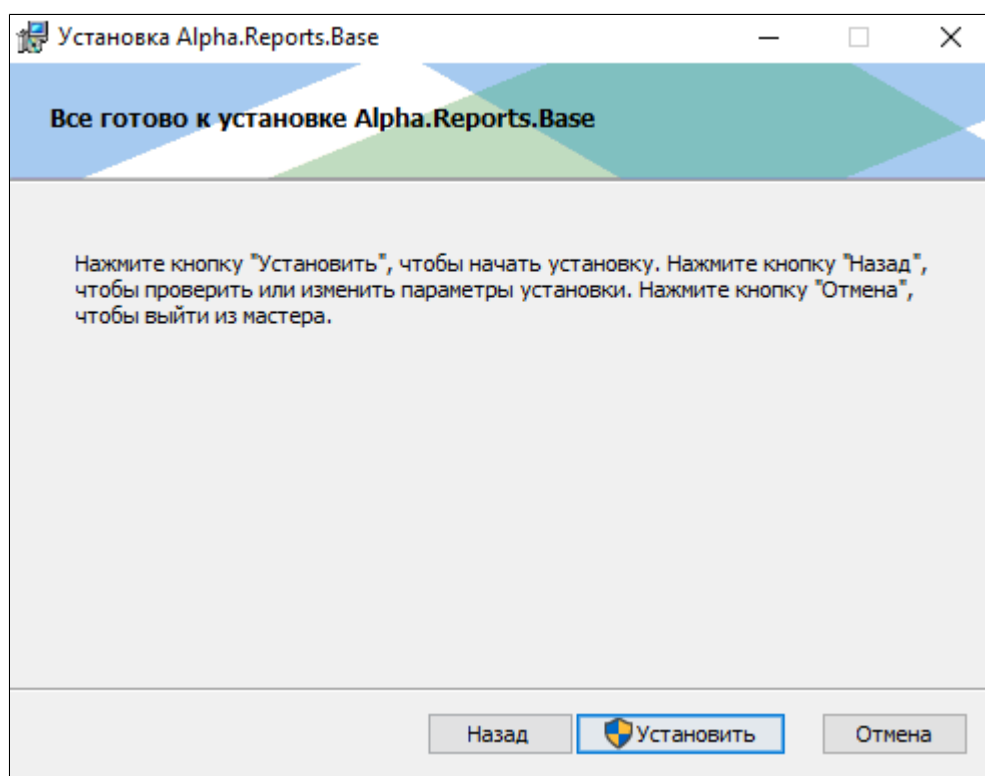 Установка Alpha.Reports.Base
Все готово к установке Alpha.Reports.Base
Нажмите кнопку "Установить", чтобы начать установку. Нажмите кнопку "Назад",
чтобы проверить или изменить параметры установки. Нажмите кнопку "Отмена",
чтобы выйти из мастера.
Назад
Установить
Отмена